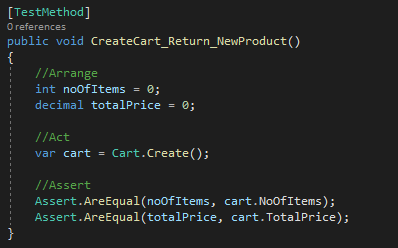 [TestMethod]
0 references
public void CreateCart_Return_NewProduct()
{
//Arrange
int noOfItems = 0;
decimal totalPrice = 0;
//Act
var cart = Cart.Create();
//Assert
Assert.AreEqual(noOfItems, cart.NoOfItems);
Assert.AreEqual(totalPrice, cart.TotalPrice);
}